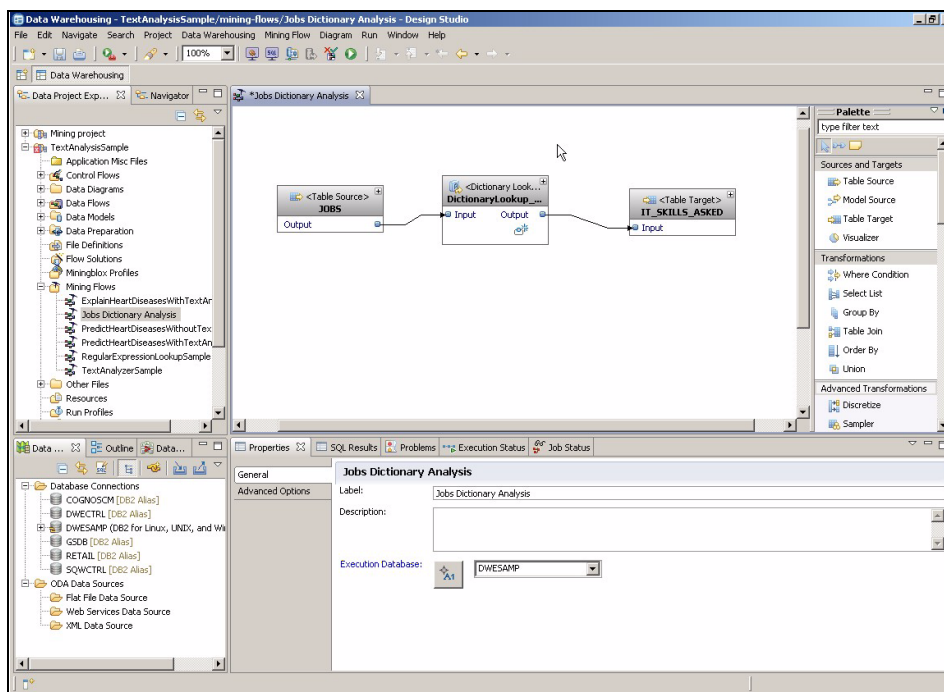 Data Warehousing - TextAnalysisSample/mining-flows/Jobs Dictionary Analysis - Design Studio
File Edit Navigate Search Project Data Warehousing Mining Flow Diagram Run Window Help
100%
Data Warehousing
Data Project Exp...
Navigator
Mining project
TextAnalysisSample
Application Misc Files
Control Flows
Data Diagrams
Data Flows
Data Models
Data Preparation
File Definitions
Flow Solutions
Miningblox Profiles
Mining Flows
ExplainHeartDiseasesWithTextAr
Jobs Dictionary Analysis
PredictHeartDiseasesWithoutTex
PredictHeartDiseasesWithTextAn
RegularExpressionLookupSample
TextAnalyzerSample
Other Files
Resources
Run Profiles
*Jobs Dictionary Analysis
<Table Source>
JOBS
Output
<Dictionary Look...
DictionaryLookup_...
Input Output
<Table Target>
IT_SKILLS_ASKED
Input
Palette
type filter text
Sources and Targets
Table Source
Model Source
Table Target
Visualizer
Transformations
Where Condition
Select List
Group By
Table Join
Order By
Union
Advanced Transformations
Discretize
Sampler
Data ...
Outline
Data...
Database Connections
COGNOSCM [DB2 Alias]
DWECTRL [DB2 Alias]
DWESAMP (DB2 for Linux, UNIX, and Wi
GSDB [DB2 Alias]
RETAIL [DB2 Alias]
SQWCTRL [DB2 Alias]
ODA Data Sources
Flat File Data Source
Web Services Data Source
XML Data Source
Properties
SQL Results
Problems
Execution Status
Job Status
General
Advanced Options
Jobs Dictionary Analysis
Label:
Jobs Dictionary Analysis
Description:
Execution Database:
DWESAMP